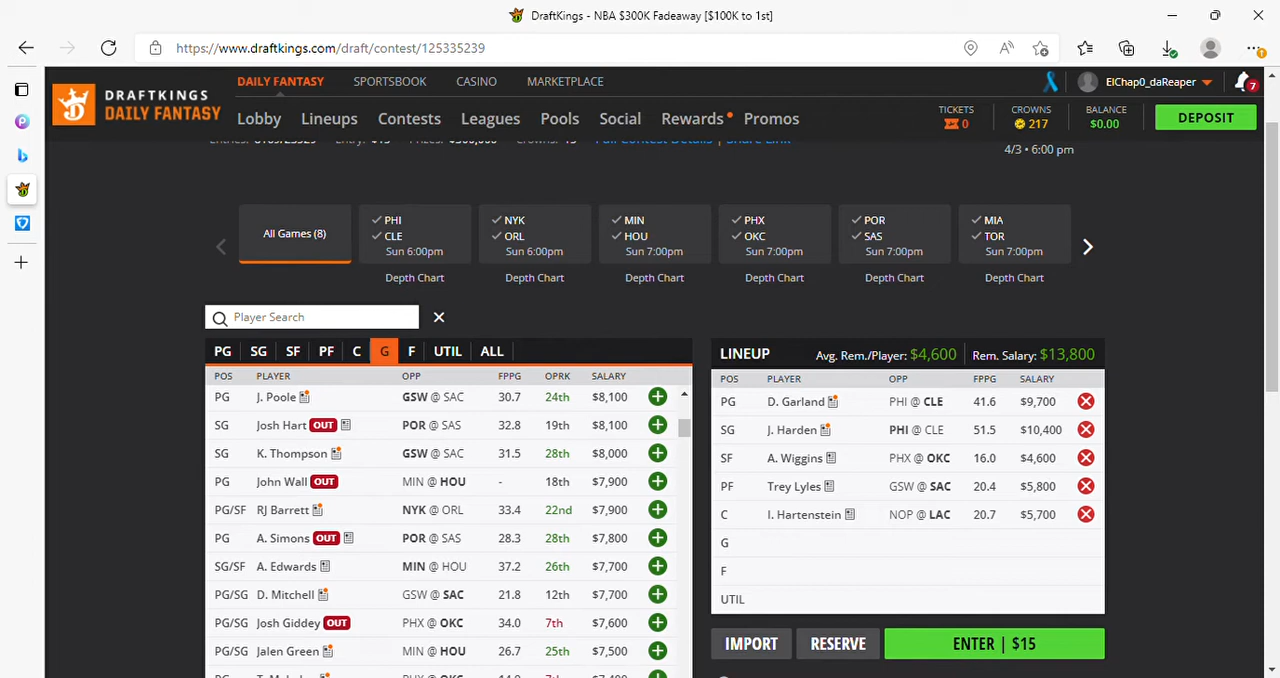 DraftKings - NBA $300K Fadeaway [$100K to 1st]
https://www.draftkings.com/draft/contest/125335239
DRAFTKINGS
DAILY FANTASY
DAILY FANTASY SPORTSBOOK CASINO MARKETPLACE
ElChap0_daReaper
7
Lobby Lineups Contests Leagues Pools Social Rewards Promos
TICKETS 0
CROWNS 217
BALANCE $0.00
DEPOSIT
4/3 • 6:00 pm
All Games (8)
PHI
CLE
Sun 6:00pm
Depth Chart
NYK
ORL
Sun 6:00pm
Depth Chart
MIN
HOU
Sun 7:00pm
Depth Chart
PHX
OKC
Sun 7:00pm
Depth Chart
POR
SAS
Sun 7:00pm
Depth Chart
MIA
TOR
Sun 7:00pm
Depth Chart
Player Search
PG SG SF PF C G F UTIL ALL
POS PLAYER OPP FPPG OPRK SALARY
PG J. Poole GSW @ SAC 30.7 24th $8,100
SG Josh Hart OUT POR @ SAS 32.8 19th $8,100
SG K. Thompson GSW @ SAC 31.5 28th $8,000
PG John Wall OUT MIN @ HOU - 18th $7,900
PG/SF RJ Barrett NYK @ ORL 33.4 22nd $7,900
PG A. Simons OUT POR @ SAS 28.3 28th $7,800
SG/SF A. Edwards MIN @ HOU 37.2 26th $7,700
PG/SG D. Mitchell GSW @ SAC 21.8 12th $7,700
PG/SG Josh Giddey OUT PHX @ OKC 34.0 7th $7,600
PG/SG Jalen Green MIN @ HOU 26.7 25th $7,500
LINEUP Avg. Rem./Player: $4,600 Rem. Salary: $13,800
POS PLAYER OPP FPPG SALARY
PG D. Garland PHI @ CLE 41.6 $9,700
SG J. Harden PHI @ CLE 51.5 $10,400
SF A. Wiggins PHX @ OKC 16.0 $4,600
PF Trey Lyles GSW @ SAC 20.4 $5,800
C I. Hartenstein NOP @ LAC 20.7 $5,700
G
F
UTIL
IMPORT RESERVE ENTER | $15